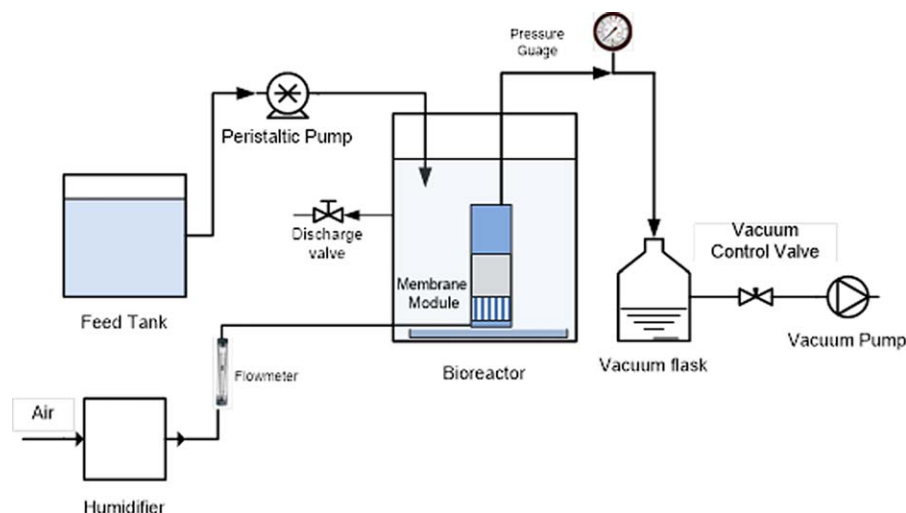 Pressure
Guage
Peristaltic Pump
Discharge
valve
Vacuum
Control Valve
Membrane
Module
Feed Tank
Vacuum Pump
Vacuum flask
Bioreactor
Flowmeter
Air
Humidifier